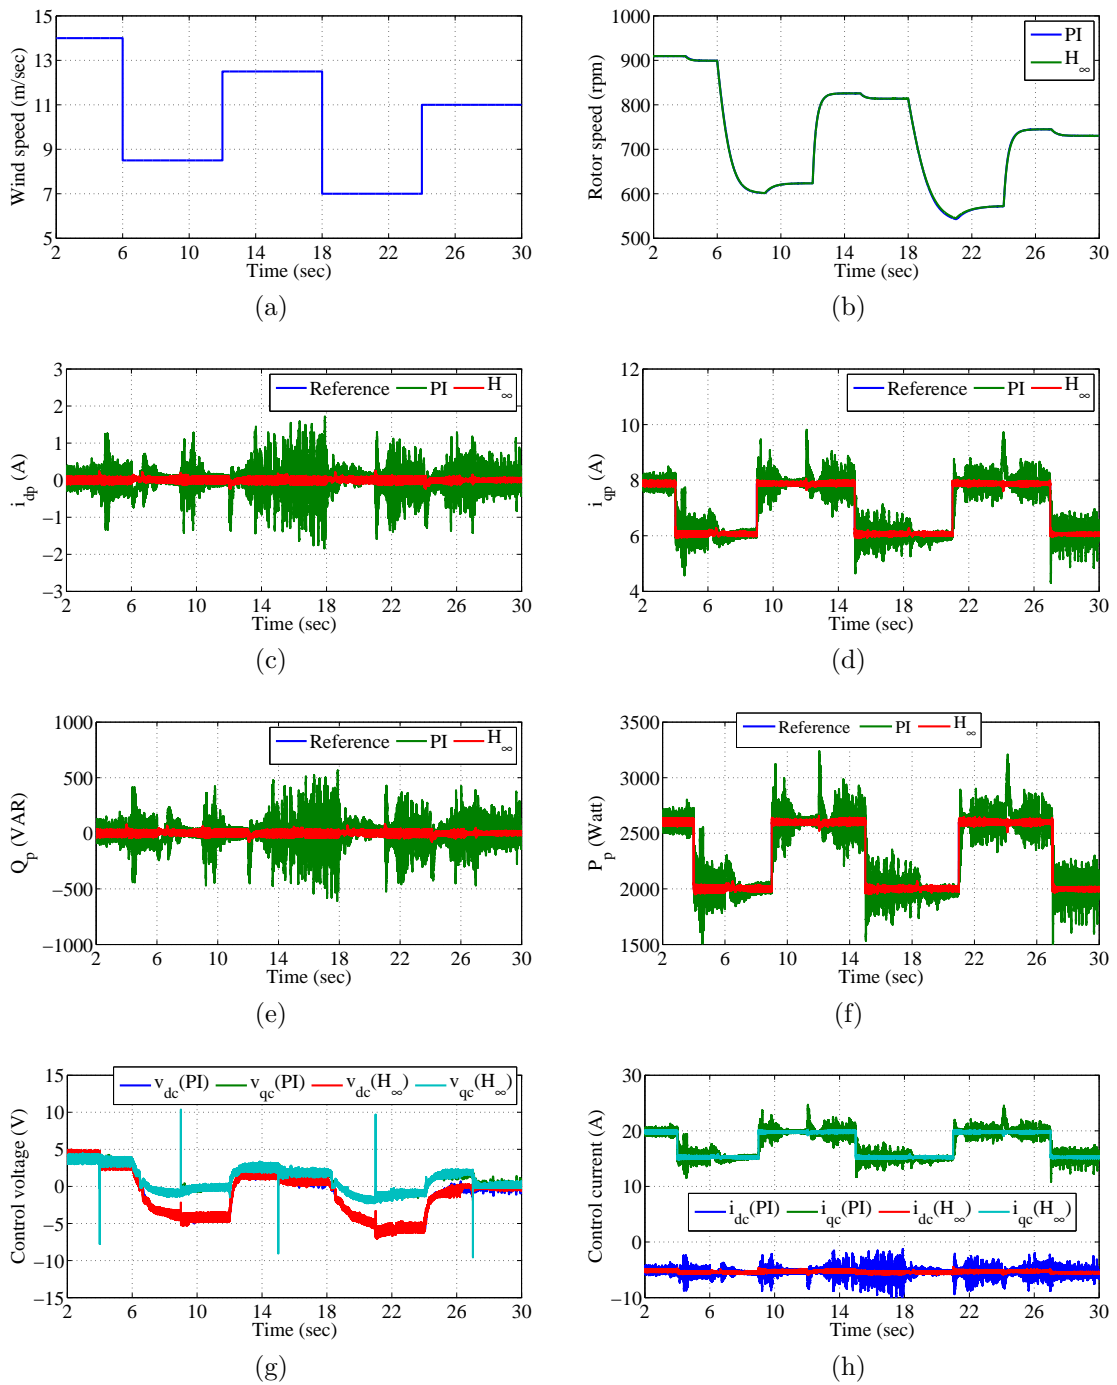 15
13
11
9
7
5
2 6 10 14 18 22 26 30
Wind speed (m/sec)
Time (sec)
(a)
1000
900
800
700
600
500
2 6 10 14 18 22 26 30
Rotor speed (rpm)
Time (sec)
PI
H∞
(b)
3
2
1
0
−1
−2
−3
2 6 10 14 18 22 26 30
i_dp (A)
Time (sec)
Reference PI H∞
(c)
12
10
8
6
4
2 6 10 14 18 22 26 30
i_qp (A)
Time (sec)
Reference PI H∞
(d)
1000
500
0
−500
−1000
2 6 10 14 18 22 26 30
Q_p (VAR)
Time (sec)
Reference PI H∞
(e)
3500
3000
2500
2000
1500
2 6 10 14 18 22 26 30
P_p (Watt)
Time (sec)
Reference PI H∞
(f)
15
10
5
0
−5
−10
−15
2 6 10 14 18 22 26 30
Control voltage (V)
Time (sec)
v_dc(PI) v_qc(PI) v_dc(H∞) v_qc(H∞)
(g)
30
20
10
0
−10
2 6 10 14 18 22 26 30
Control current (A)
Time (sec)
i_dc(PI) i_qc(PI) i_dc(H∞) i_qc(H∞)
(h)